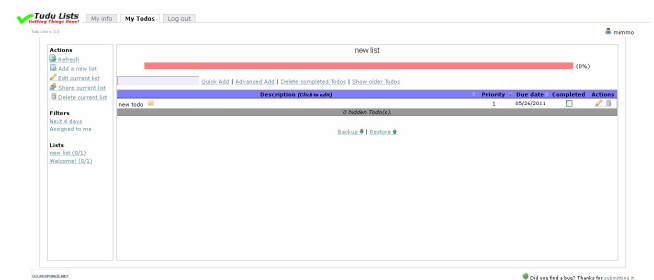 Tudu Lists
Getting Things Done!
My info
My Todos
Log out
Tudu Lists v. 2.3
mimmo
Actions
Refresh
Add a new list
Edit current list
Share current list
Delete current list
Filters
Next 4 days
Assigned to me
Lists
new list (0/1)
Welcome! (0/1)
new list
(0%)
Quick Add | Advanced Add | Delete completed Todos | Show older Todos
Description (Click to edit) Priority Due date Completed Actions
new todo 1 05/26/2011
0 hidden Todo(s).
Backup | Restore
SOURCEFORGE.NET
Did you find a bug? Thanks for submitting it